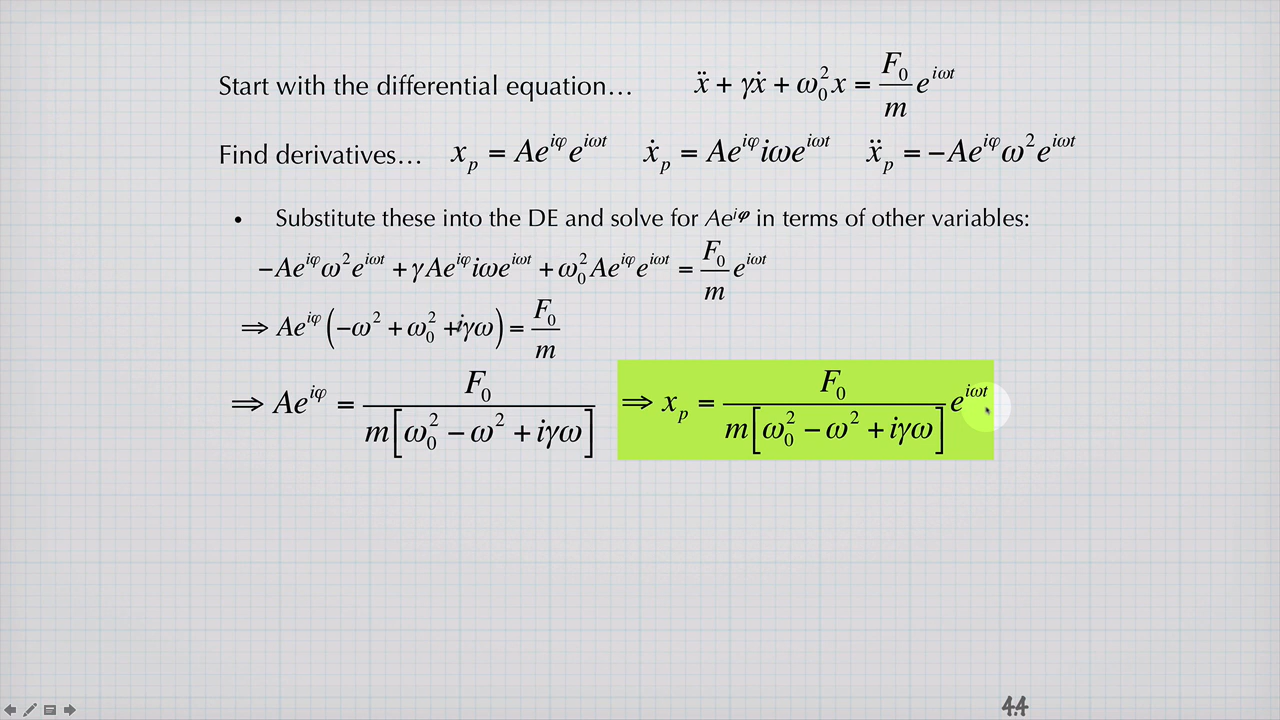 Start with the differential equation… ẍ + γẋ + ω₀²x = F₀/m e^{iωt}
Find derivatives… x_p = Ae^{iφ}e^{iωt} ẋ_p = Ae^{iφ}iωe^{iωt} ẍ_p = −Ae^{iφ}ω²e^{iωt}
• Substitute these into the DE and solve for Ae^{iφ} in terms of other variables:
−Ae^{iφ}ω²e^{iωt} + γAe^{iφ}iωe^{iωt} + ω₀²Ae^{iφ}e^{iωt} = F₀/m e^{iωt}
⇒ Ae^{iφ}(−ω² + ω₀² + iγω) = F₀/m
⇒ Ae^{iφ} = F₀/m[ω₀² − ω² + iγω] ⇒ x_p = F₀/m[ω₀² − ω² + iγω] e^{iωt}
44